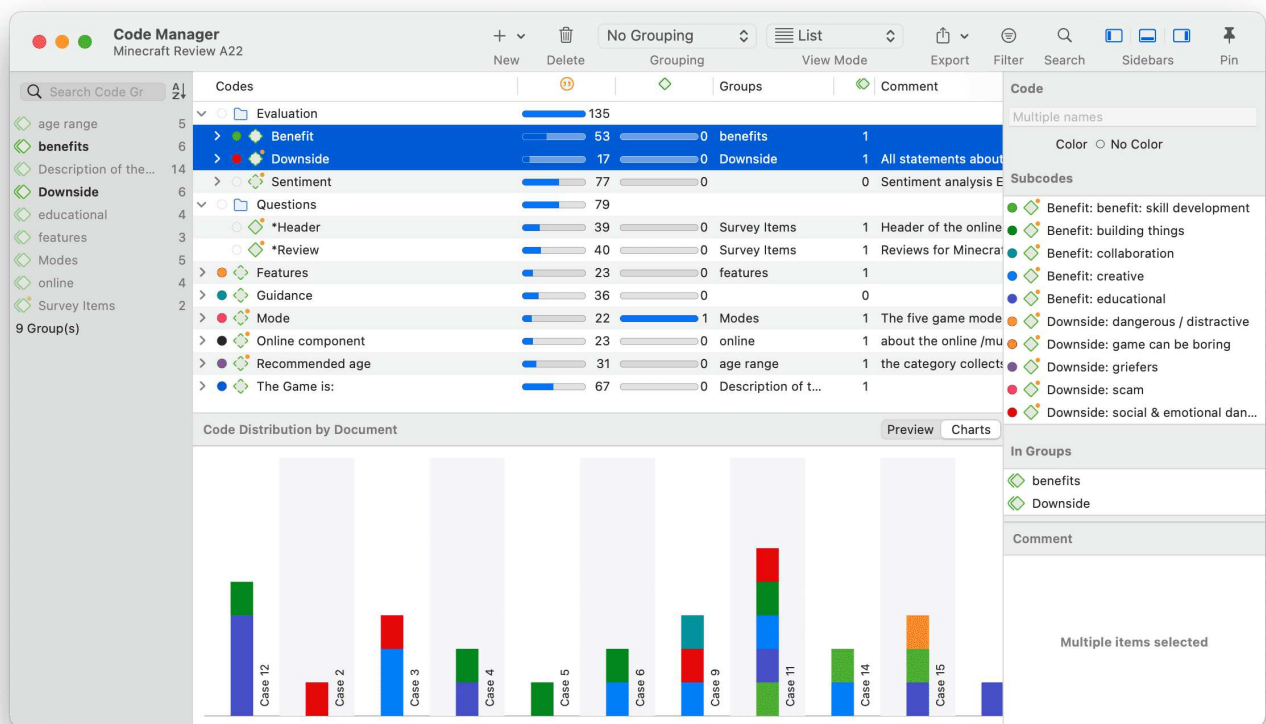 Code Manager
Minecraft Review A22
New
Delete
No Grouping
Grouping
List
View Mode
Export
Filter
Search
Sidebars
Pin
Search Code Gr
age range 5
benefits 6
Description of the... 14
Downside 6
educational 4
features 3
Modes 5
online 4
Survey Items 2
9 Group(s)
Codes Groups Comment
Evaluation 135
Benefit 53 0 benefits 1
Downside 17 0 Downside 1 All statements about
Sentiment 77 0 0 Sentiment analysis E
Questions 79
*Header 39 0 Survey Items 1 Header of the online
*Review 40 0 Survey Items 1 Reviews for Minecra
Features 23 0 features 1
Guidance 36 0 0
Mode 22 1 Modes 1 The five game mode
Online component 23 0 online 1 about the online /mu
Recommended age 31 0 age range 1 the category collects
The Game is: 67 0 Description of t... 1
Code Distribution by Document
Preview Charts
Case 12
Case 2
Case 3
Case 4
Case 5
Case 6
Case 9
Case 11
Case 14
Case 15
Code
Multiple names
Color No Color
Subcodes
Benefit: benefit: skill development
Benefit: building things
Benefit: collaboration
Benefit: creative
Benefit: educational
Downside: dangerous / distractive
Downside: game can be boring
Downside: griefers
Downside: scam
Downside: social & emotional dan...
In Groups
benefits
Downside
Comment
Multiple items selected